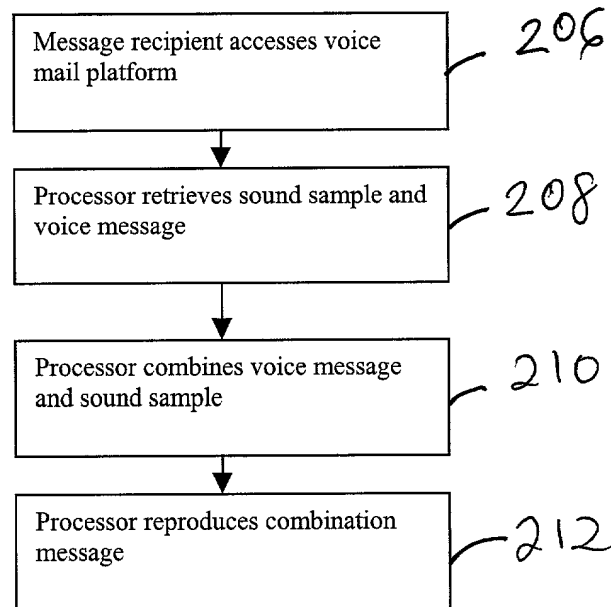 Message recipient accesses voice
mail platform
206
Processor retrieves sound sample and
voice message
208
Processor combines voice message
and sound sample
210
Processor reproduces combination
message
212